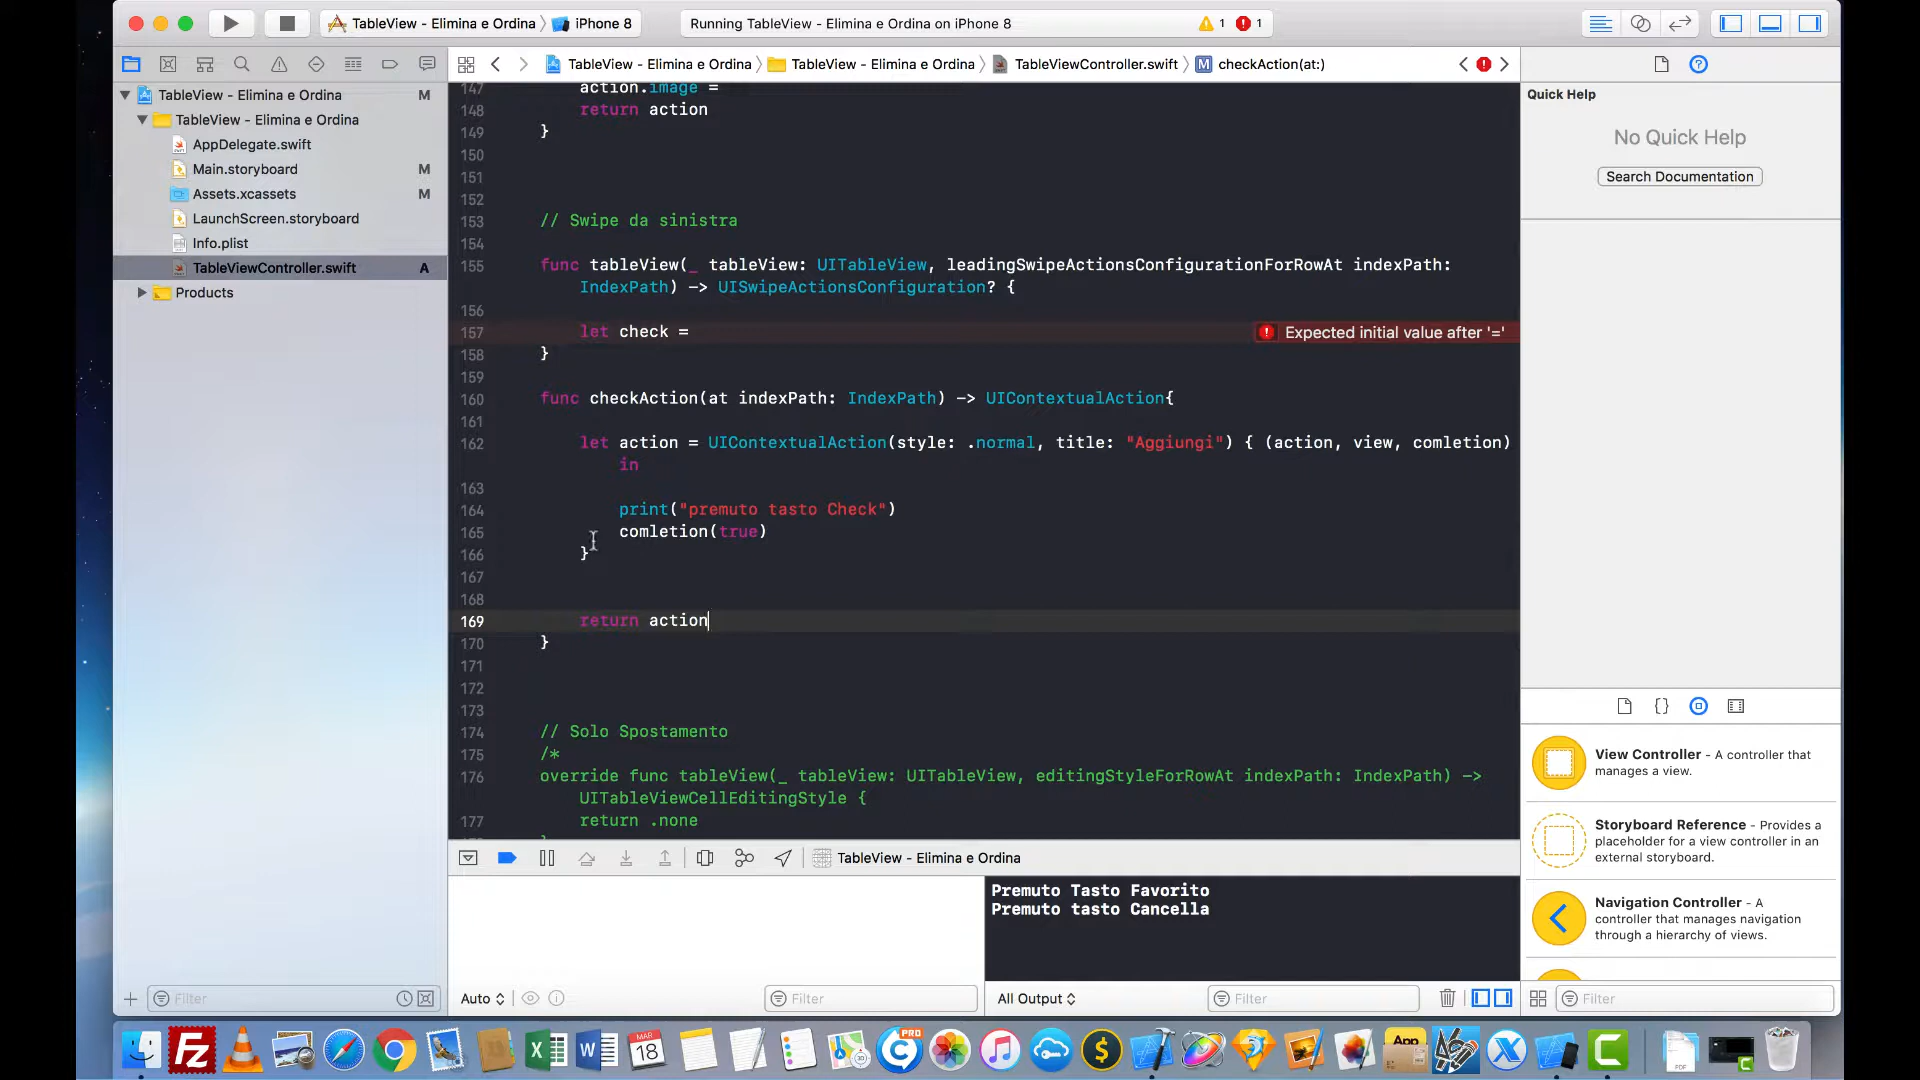 TableView - Elimina e Ordina
iPhone 8
Running TableView - Elimina e Ordina on iPhone 8
1
1
TableView - Elimina e Ordina
TableView - Elimina e Ordina
TableViewController.swift
M
checkAction(at:)
TableView - Elimina e Ordina
M
TableView - Elimina e Ordina
AppDelegate.swift
Main.storyboard
M
Assets.xcassets
M
LaunchScreen.storyboard
Info.plist
TableViewController.swift
A
Products
147 action.image =
148 return action
149 }
150
151
152
153 // Swipe da sinistra
154
155 func tableView(_ tableView: UITableView, leadingSwipeActionsConfigurationForRowAt indexPath:
IndexPath) -> UISwipeActionsConfiguration? {
156
157 let check =
Expected initial value after '='
158 }
159
160 func checkAction(at indexPath: IndexPath) -> UIContextualAction{
161
162 let action = UIContextualAction(style: .normal, title: "Aggiungi") { (action, view, comletion)
in
163
164 print("premuto tasto Check")
165 comletion(true)
166 }
167
168
169 return action
170 }
171
172
173
174 // Solo Spostamento
175 /*
176 override func tableView(_ tableView: UITableView, editingStyleForRowAt indexPath: IndexPath) ->
UITableViewCellEditingStyle {
177 return .none
TableView - Elimina e Ordina
Premuto Tasto Favorito
Premuto tasto Cancella
Filter
Auto
Filter
All Output
Filter
Filter
Quick Help
No Quick Help
Search Documentation
{}
View Controller - A controller that
manages a view.
Storyboard Reference - Provides a
placeholder for a view controller in an
external storyboard.
Navigation Controller - A
controller that manages navigation
through a hierarchy of views.
Fz
X
W
MAR
18
C
PRO
$
App
X
C
PDF
C